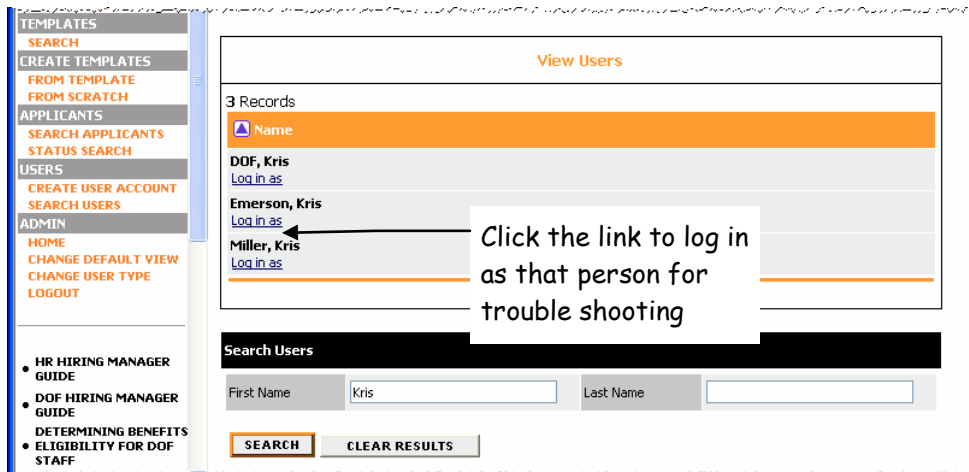 TEMPLATES
SEARCH
CREATE TEMPLATES
FROM TEMPLATE
FROM SCRATCH
APPLICANTS
SEARCH APPLICANTS
STATUS SEARCH
USERS
CREATE USER ACCOUNT
SEARCH USERS
ADMIN
HOME
CHANGE DEFAULT VIEW
CHANGE USER TYPE
LOGOUT
HR HIRING MANAGER
GUIDE
DOF HIRING MANAGER
GUIDE
DETERMINING BENEFITS
ELIGIBILITY FOR DOF
STAFF
View Users
3 Records
Name
DOF, Kris
Log in as
Emerson, Kris
Log in as
Miller, Kris
Log in as
Click the link to log in
as that person for
trouble shooting
Search Users
First Name Kris Last Name
SEARCH CLEAR RESULTS